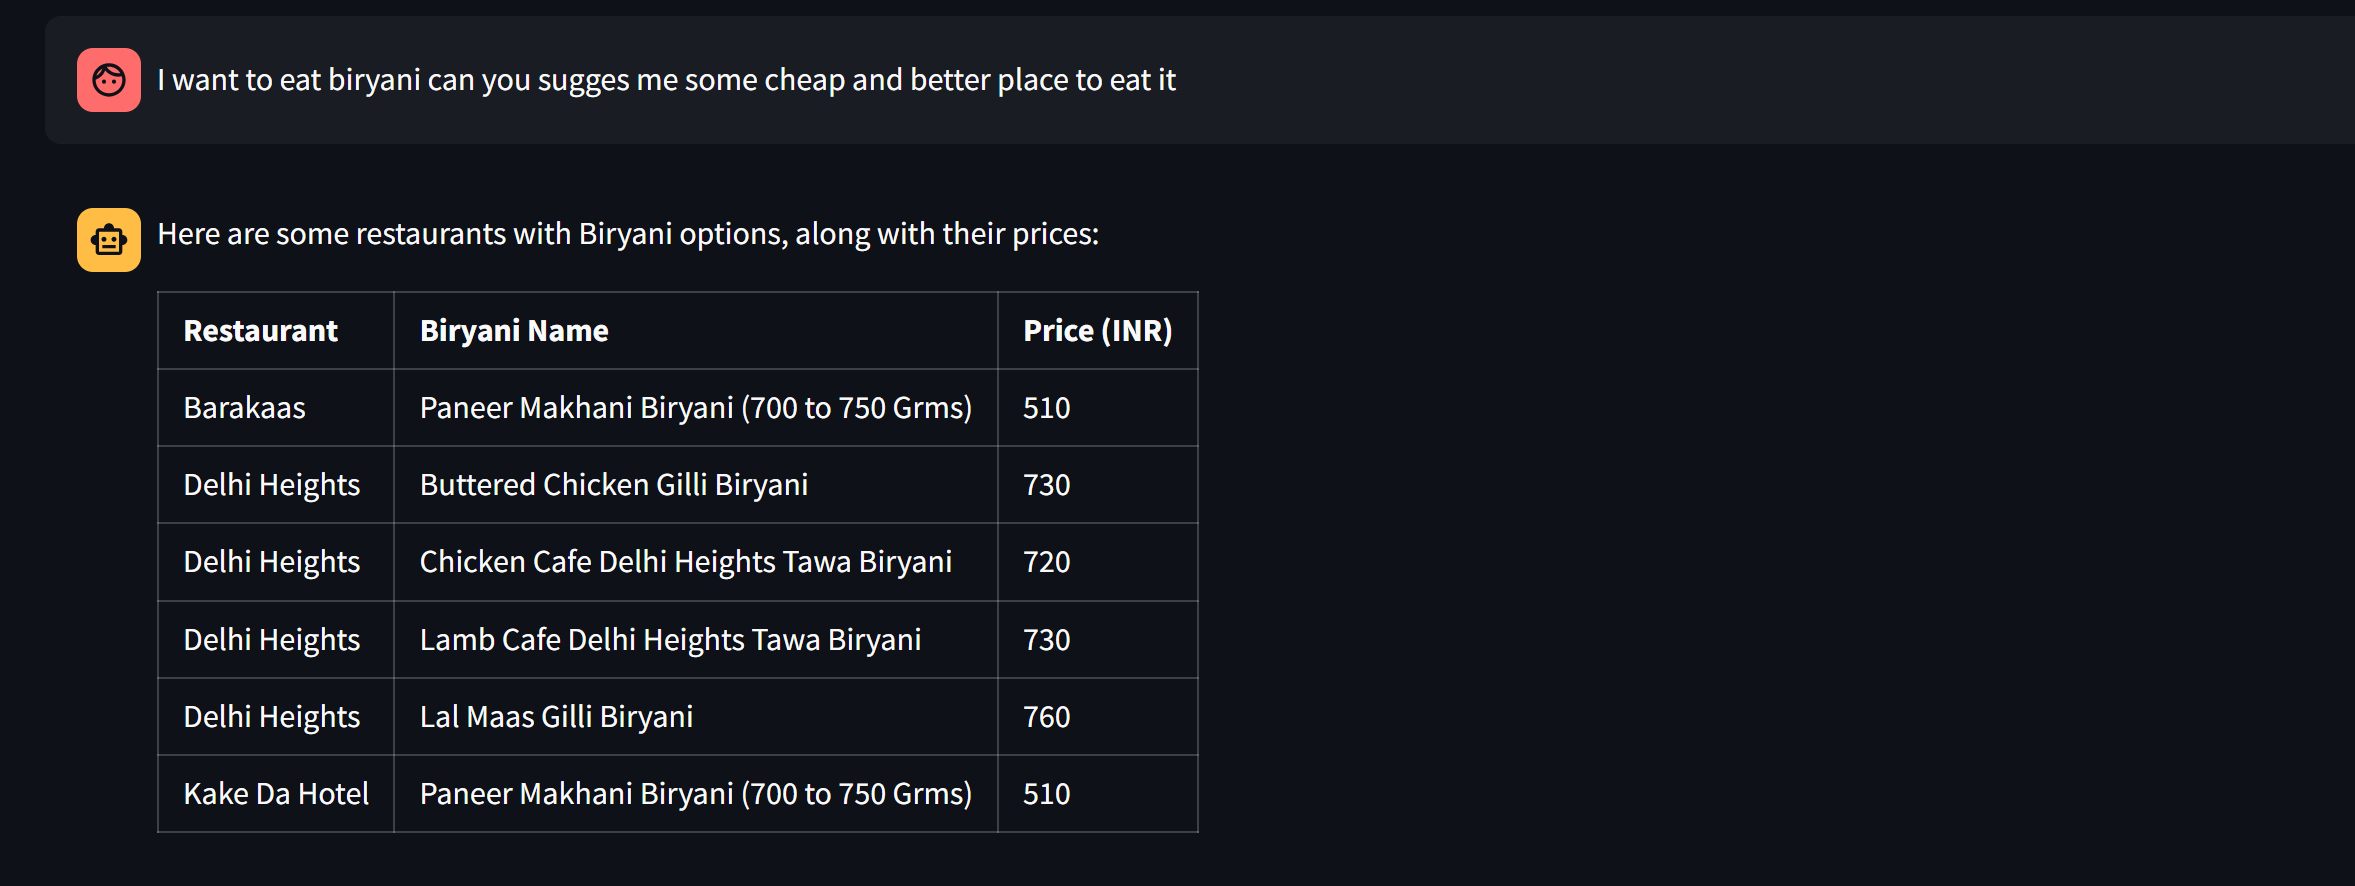 I want to eat biryani can you sugges me some cheap and better place to eat it
Here are some restaurants with Biryani options, along with their prices:
Restaurant Biryani Name Price (INR)
Barakaas Paneer Makhani Biryani (700 to 750 Grms) 510
Delhi Heights Buttered Chicken Gilli Biryani 730
Delhi Heights Chicken Cafe Delhi Heights Tawa Biryani 720
Delhi Heights Lamb Cafe Delhi Heights Tawa Biryani 730
Delhi Heights Lal Maas Gilli Biryani 760
Kake Da Hotel Paneer Makhani Biryani (700 to 750 Grms) 510